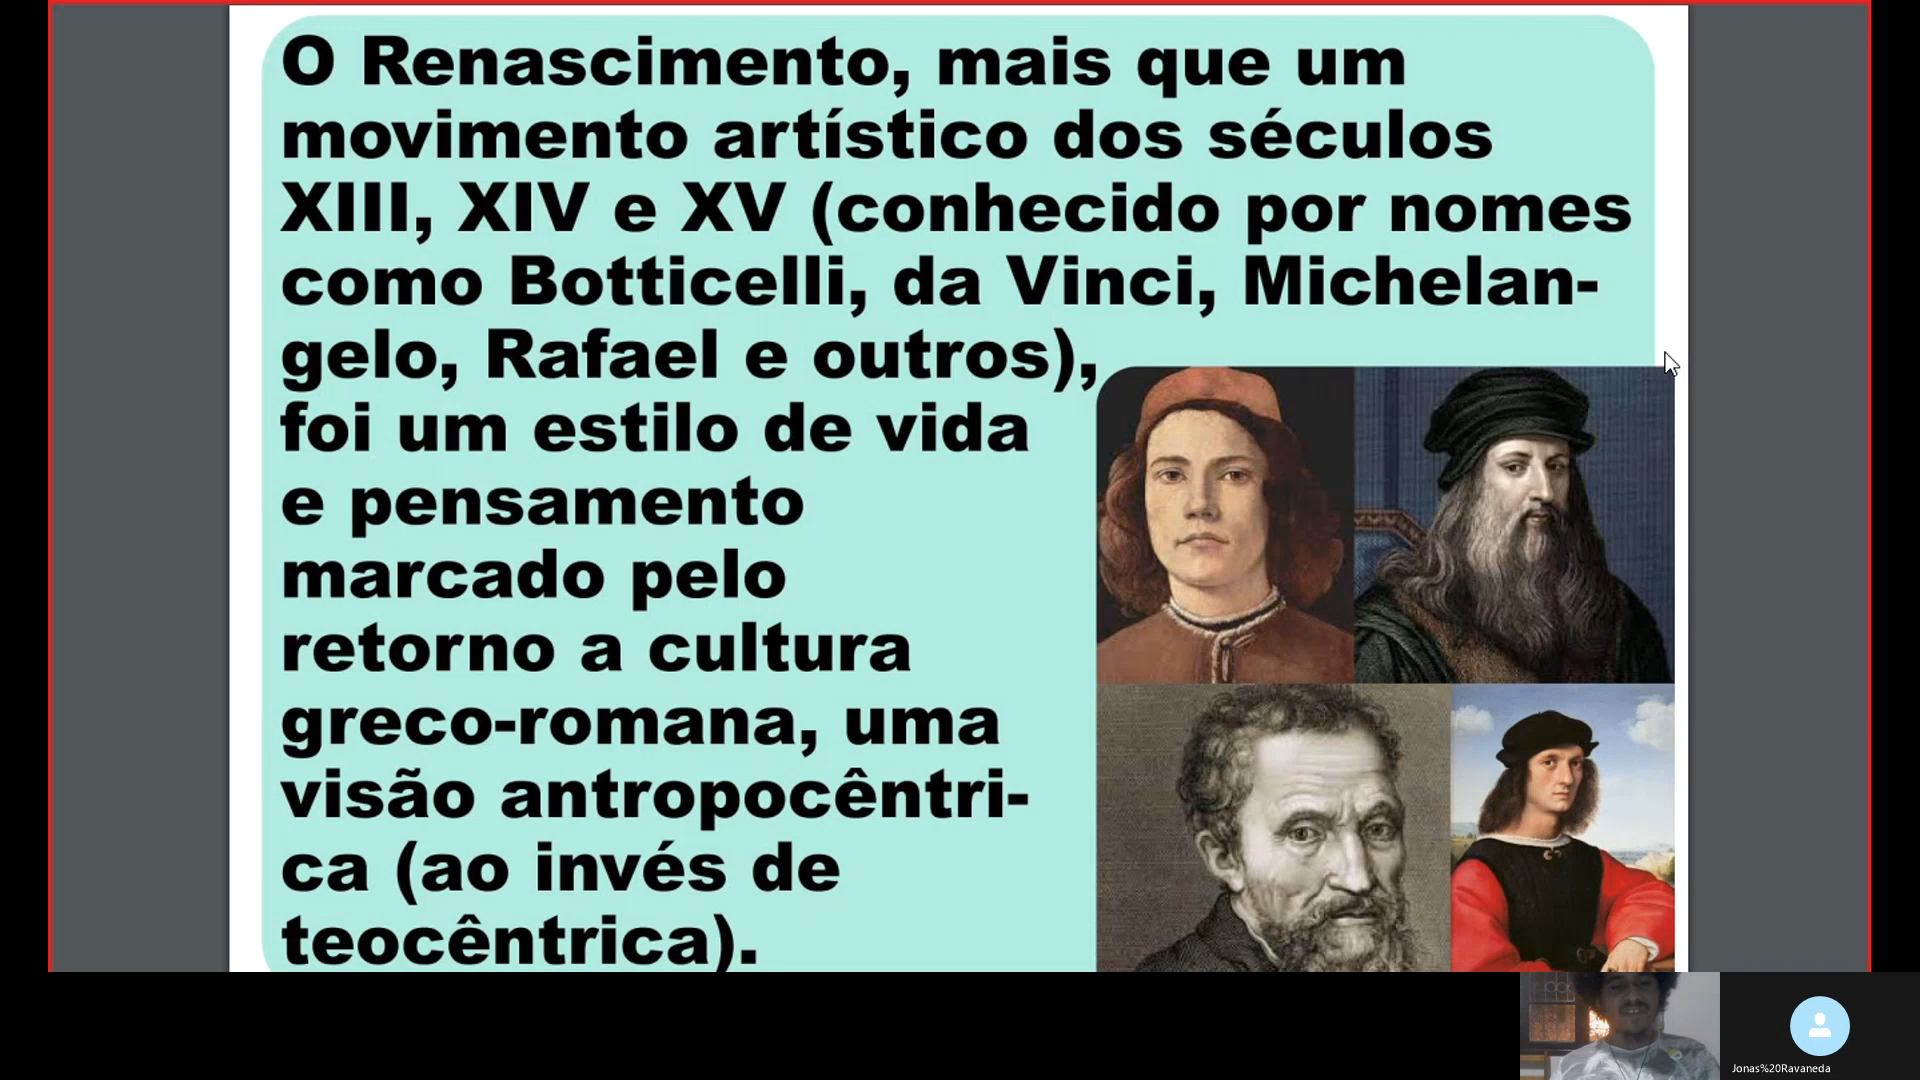 O Renascimento, mais que um
movimento artístico dos séculos
XIII, XIV e XV (conhecido por nomes
como Botticelli, da Vinci, Michelan-
gelo, Rafael e outros),
foi um estilo de vida
e pensamento
marcado pelo
retorno a cultura
greco-romana, uma
visão antropocêntri-
ca (ao invés de
teocêntrica).
Jonas%20Ravaneda